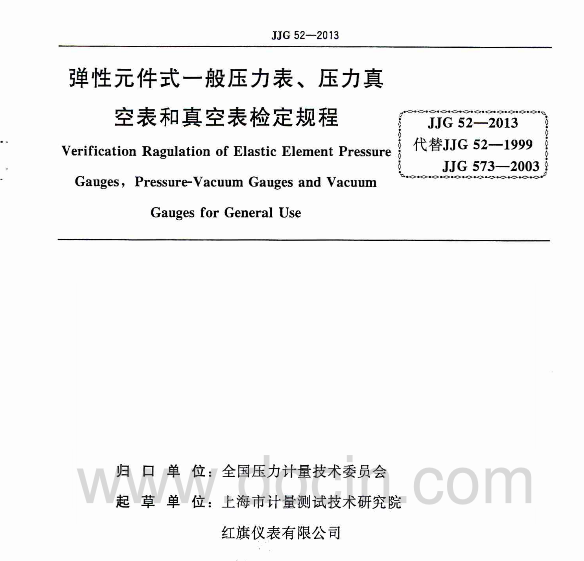 JJG 52—2013
弹性元件式一般压力表、压力真
空表和真空表检定规程
Verification Ragulation of Elastic Element Pressure
Gauges, Pressure-Vacuum Gauges and Vacuum
Gauges for General Use
JJG 52—2013
代替JJG 52—1999
JJG 573—2003
归口单位：全国压力计量技术委员会
起草单位：上海市计量测试技术研究院
红旗仪表有限公司